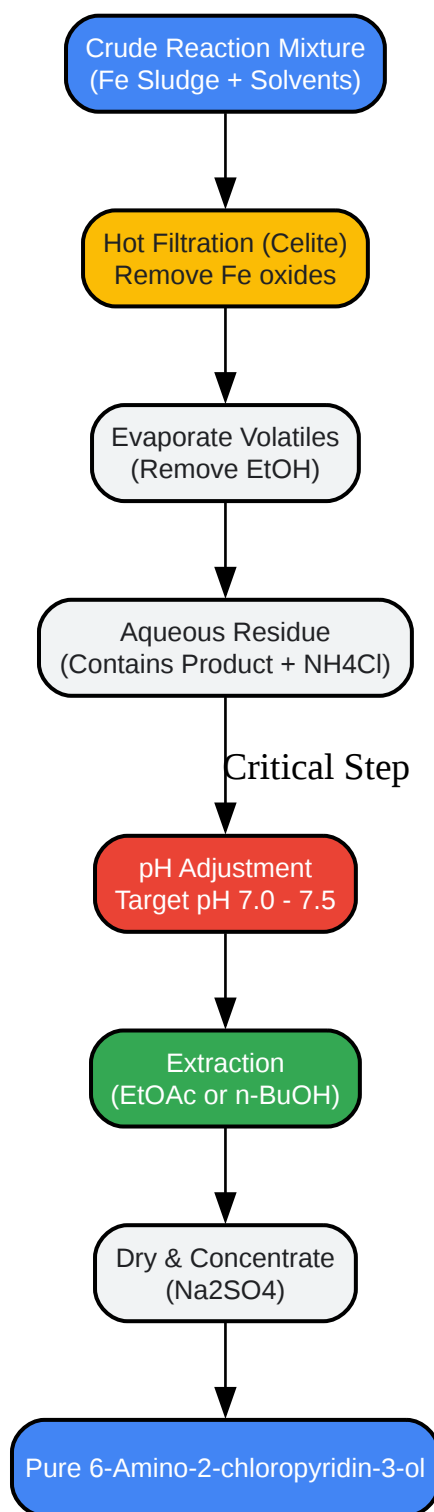 Crude Reaction Mixture
(Fe Sludge + Solvents)
Hot Filtration (Celite)
Remove Fe oxides
Evaporate Volatiles
(Remove EtOH)
Aqueous Residue
(Contains Product + NH4Cl)
Critical Step
pH Adjustment
Target pH 7.0 - 7.5
Extraction
(EtOAc or n-BuOH)
Dry & Concentrate
(Na2SO4)
Pure 6-Amino-2-chloropyridin-3-ol